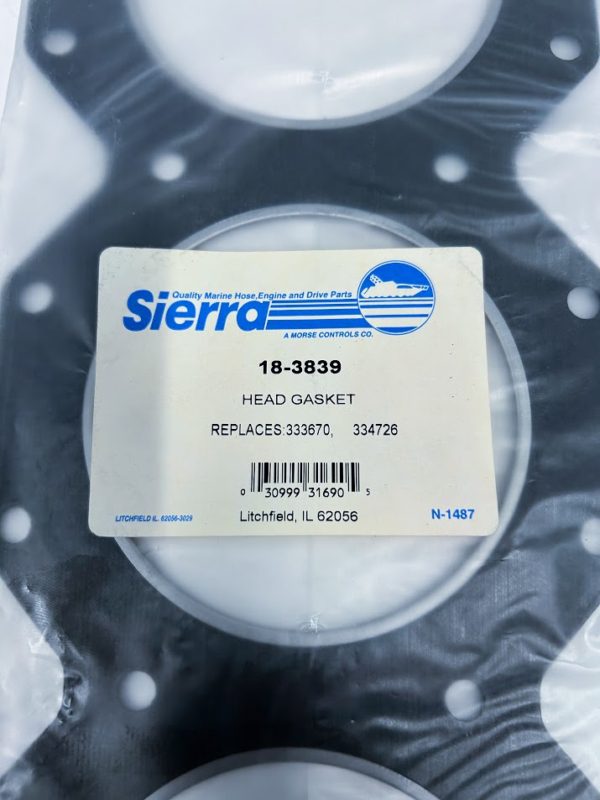 Quality Marine Hose, Engine and Drive Parts
Sierra
A MORSE CONTROLS CO.
18-3839
HEAD GASKET
REPLACES:333670, 334726
0 30999 31690 5
LITCHFIELD IL. 62056-3029
Litchfield, IL 62056
N-1487